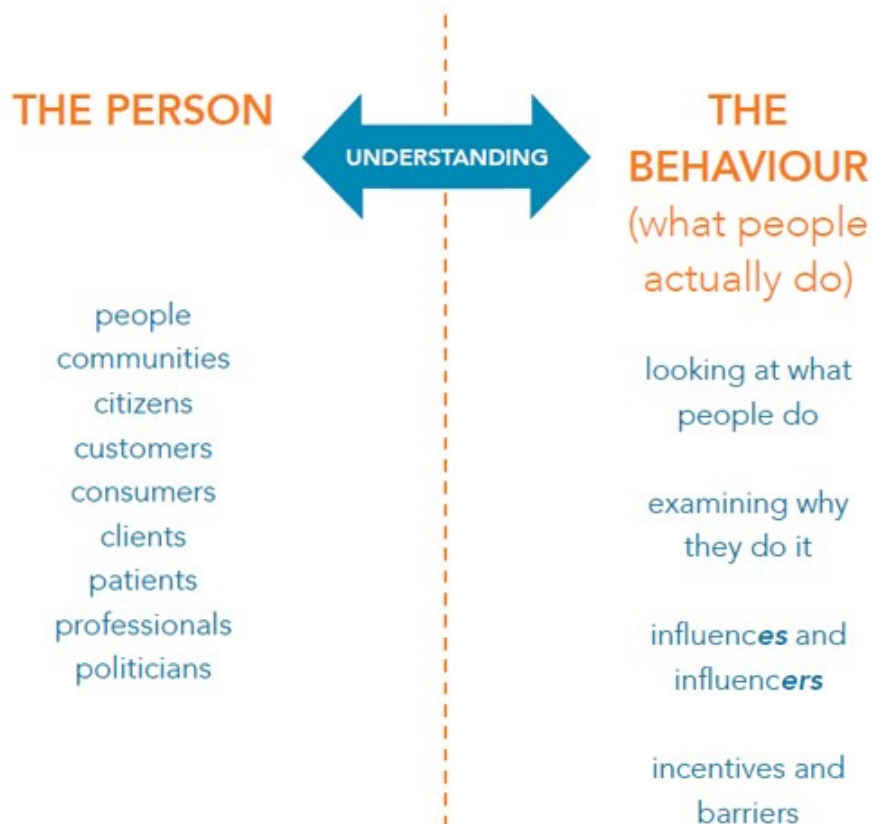 THE PERSON
UNDERSTANDING
THE
BEHAVIOUR
(what people
actually do)
people
communities
citizens
customers
consumers
clients
patients
professionals
politicians
looking at what
people do
examining why
they do it
influences and
influencers
incentives and
barriers